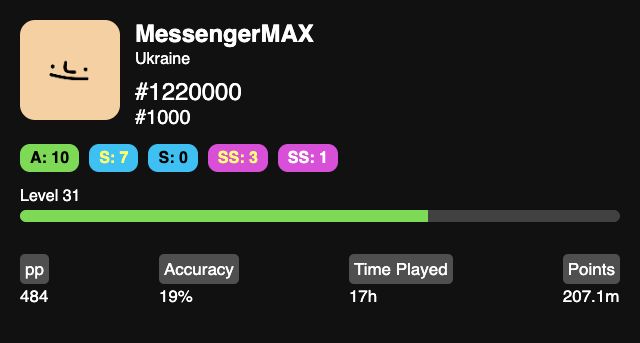 MessengerMAX
Ukraine
#1220000
#1000
A: 10 S: 7 S: 0 SS: 3 SS: 1
Level 31
pp Accuracy Time Played Points
484 19% 17h 207.1m